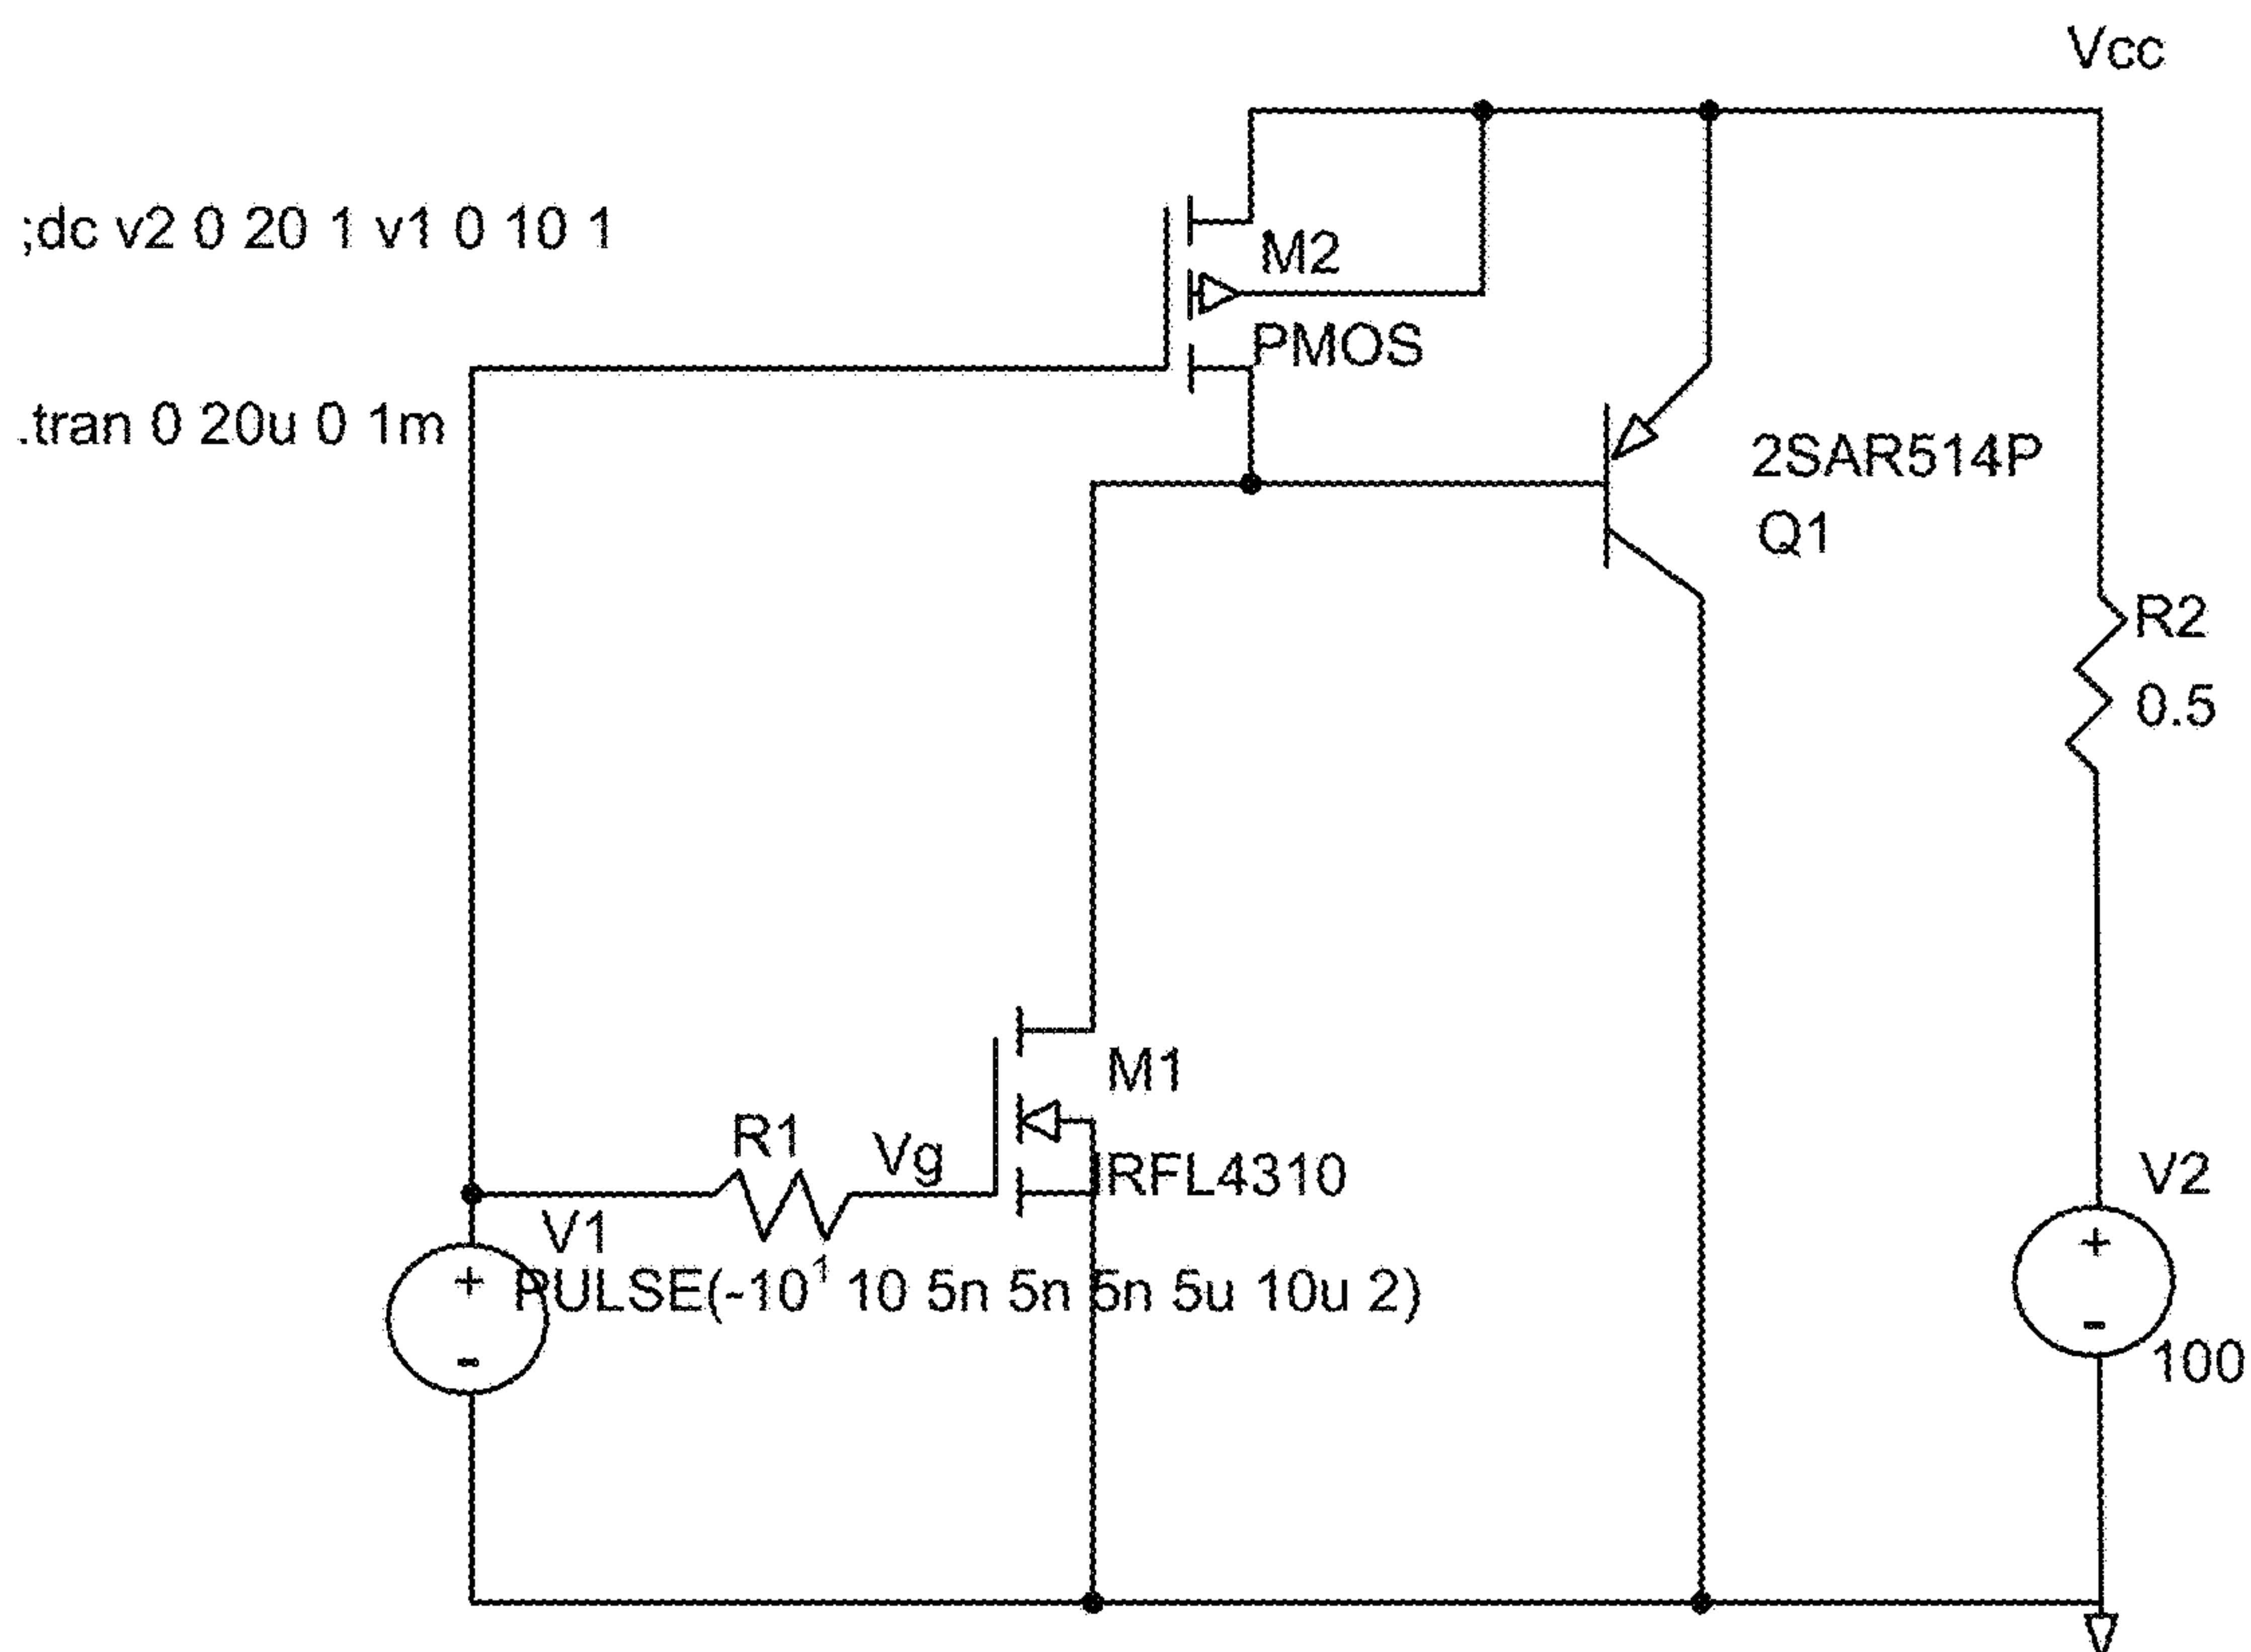 Vcc
;dc v2 0 20 1 v1 0 10 1
M2
PMOS
.tran 0 20u 0 1m
2SAR514P
Q1
R2
0.5
M1
R1
Vg
IRFL4310
V2
+
-
100
V1
1
PULSE(-10 10 5n 5n 5n 5u 10u 2)
+
-